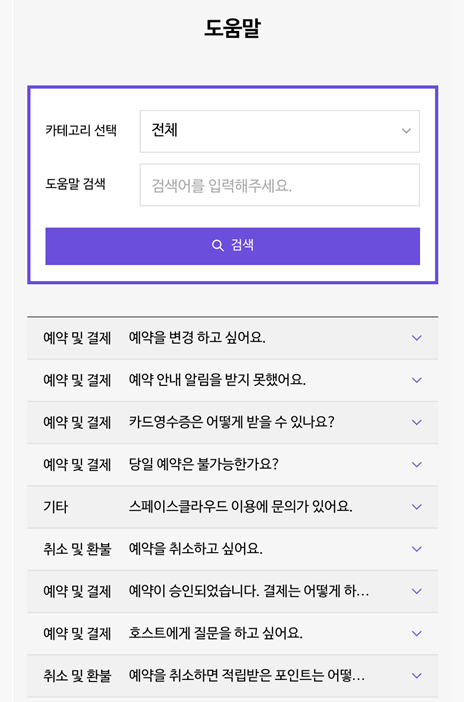 도움말
카테고리 선택 전체
도움말 검색 검색어를 입력해주세요.
검색
예약 및 결제 예약을 변경 하고 싶어요.
예약 및 결제 예약 안내 알림을 받지 못했어요.
예약 및 결제 카드영수증은 어떻게 받을 수 있나요?
예약 및 결제 당일 예약은 불가능한가요?
기타 스페이스클라우드 이용에 문의가 있어요.
취소 및 환불 예약을 취소하고 싶어요.
예약 및 결제 예약이 승인되었습니다. 결제는 어떻게 하...
예약 및 결제 호스트에게 질문을 하고 싶어요.
취소 및 환불 예약을 취소하면 적립받은 포인트는 어떻...